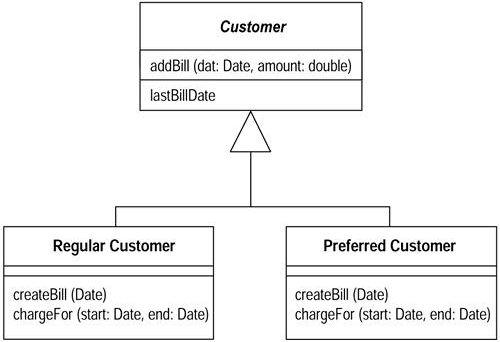 Customer
addBill (dat: Date, amount: double)
lastBillDate
Regular Customer
createBill (Date)
chargeFor (start: Date, end: Date)
Preferred Customer
createBill (Date)
chargeFor (start: Date, end: Date)